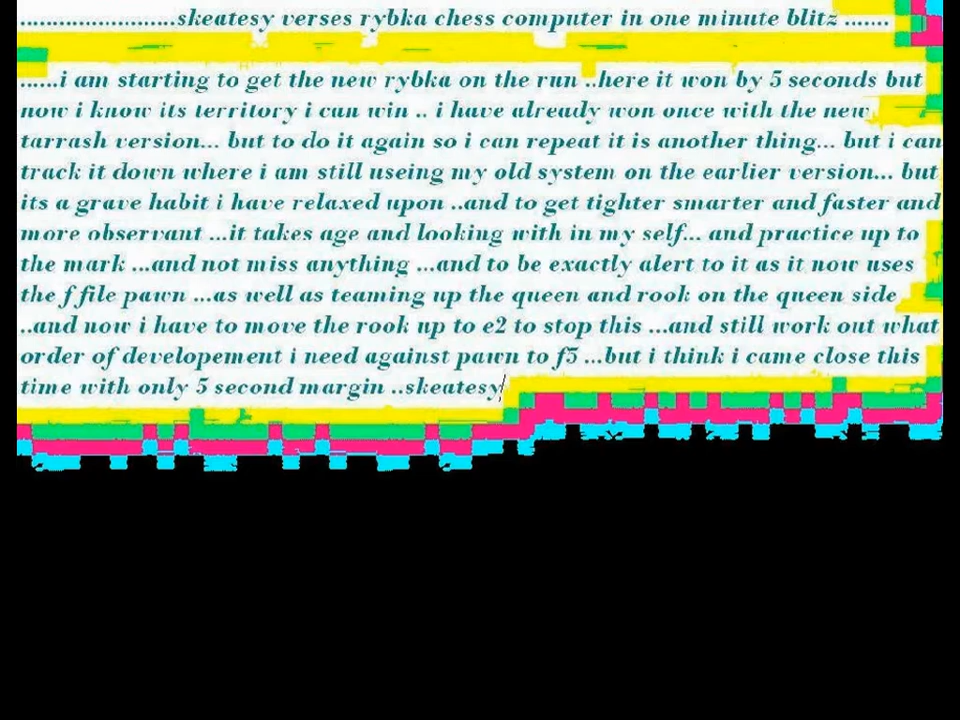 ........................skeatesy verses rybka chess computer in one minute blitz .......
......i am starting to get the new rybka on the run ..here it won by 5 seconds but
now i know its territory i can win .. i have already won once with the new
tarrash version... but to do it again so i can repeat it is another thing... but i can
track it down where i am still useing my old system on the earlier version... but
its a grave habit i have relaxed upon ..and to get tighter smarter and faster and
more observant ...it takes age and looking with in my self... and practice up to
the mark ...and not miss anything ...and to be exactly alert to it as it now uses
the f file pawn ...as well as teaming up the queen and rook on the queen side
..and now i have to move the rook up to e2 to stop this ...and still work out what
order of developement i need against pawn to f5 ...but i think i came close this
time with only 5 second margin ..skeatesy